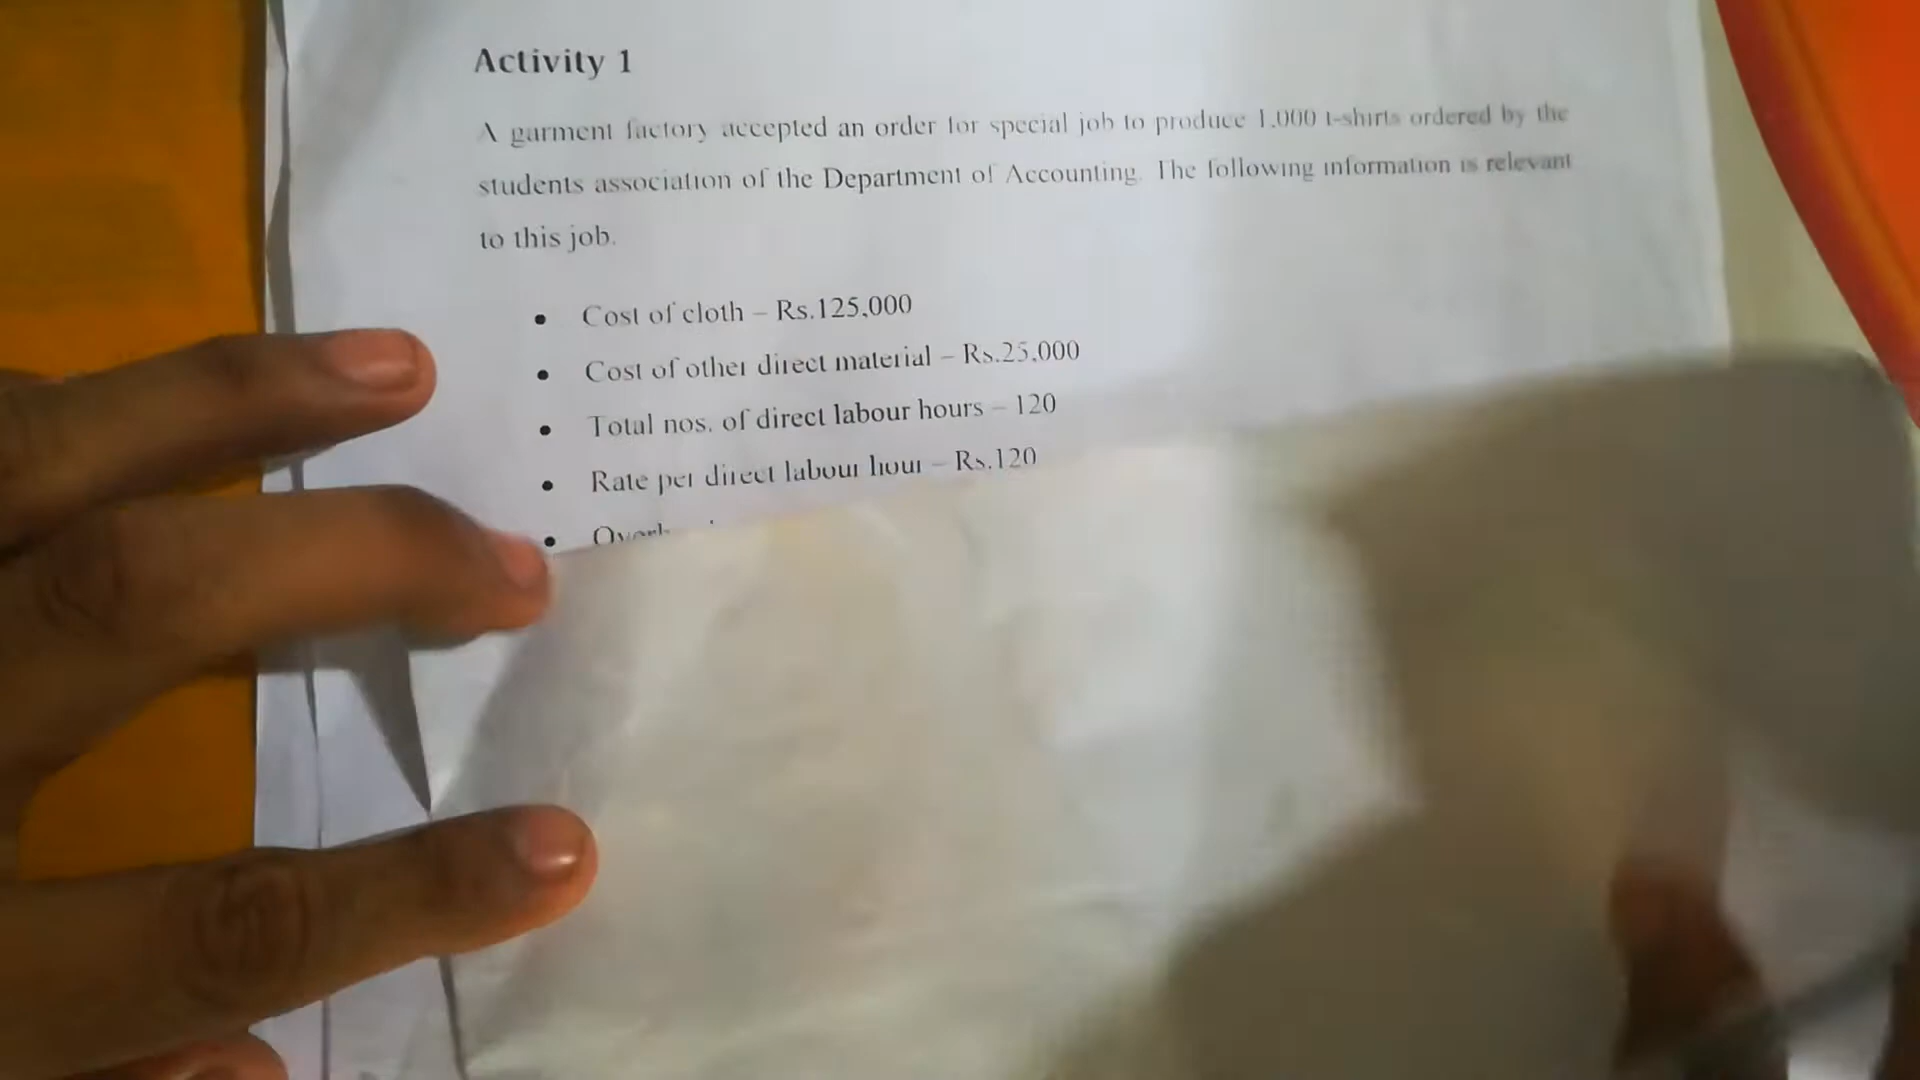 Activity 1
A garment factory accepted an order for special job to produce 1,000 t-shirts ordered by the
students association of the Department of Accounting. The following information is relevant
to this job.
• Cost of cloth – Rs.125,000
• Cost of other direct material – Rs.25,000
• Total nos. of direct labour hours – 120
• Rate per direct labour hour – Rs.120